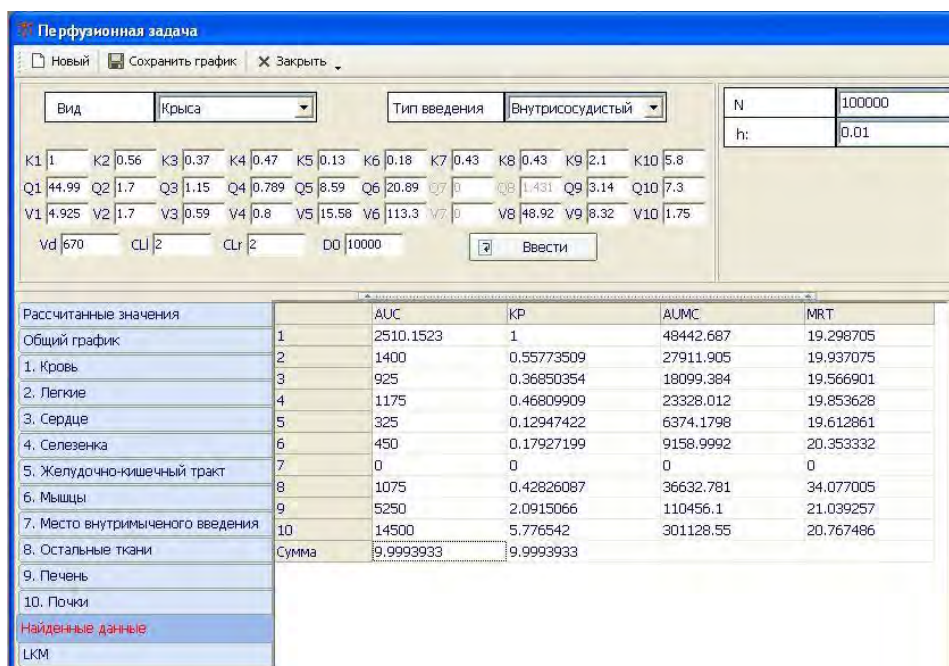 Перфузионная задача
Новый Сохранить график Закрыть
Вид Крыса Тип введения Внутрисосудистый N 100000
h: 0.01
K1 1 K2 0.56 K3 0.37 K4 0.47 K5 0.13 K6 0.18 K7 0.43 K8 0.43 K9 2.1 K10 5.8
Q1 44.99 Q2 1.7 Q3 1.15 Q4 0.789 Q5 8.59 Q6 20.89 Q7 0 Q8 1.431 Q9 3.14 Q10 7.3
V1 4.925 V2 1.7 V3 0.59 V4 0.8 V5 15.58 V6 113.3 V7 0 V8 48.92 V9 8.32 V10 1.75
Vd 670 CLl 2 CLr 2 D0 10000 Ввести
Рассчитанные значения
Общий график
1. Кровь
2. Легкие
3. Сердце
4. Селезенка
5. Желудочно-кишечный тракт
6. Мышцы
7. Место внутримыченого введения
8. Остальные ткани
9. Печень
10. Почки
Найденные данные
LKM
AUC KP AUMC MRT
1 2510.1523 1 48442.687 19.298705
2 1400 0.55773509 27911.905 19.937075
3 925 0.36850354 18099.384 19.566901
4 1175 0.46809909 23328.012 19.853628
5 325 0.12947422 6374.1798 19.612861
6 450 0.17927199 9158.9992 20.353332
7 0 0 0 0
8 1075 0.42826087 36632.781 34.077005
9 5250 2.0915066 110456.1 21.039257
10 14500 5.776542 301128.55 20.767486
Сумма 9.9993933 9.9993933